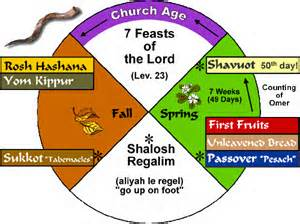 Church Age
7 Feasts
of the
Lord
(Lev. 23)
Rosh Hashana
Yom Kippur
Sukkot "Tabernacles"
Fall
Spring
Shavuot 50th day!
7 Weeks
(49 Days)
Counting
of
Omer
First Fruits
Unleavened Bread
Passover "Pesach"
*
Shalosh
Regalim
(aliyah le regel)
"go up on foot"
*
*